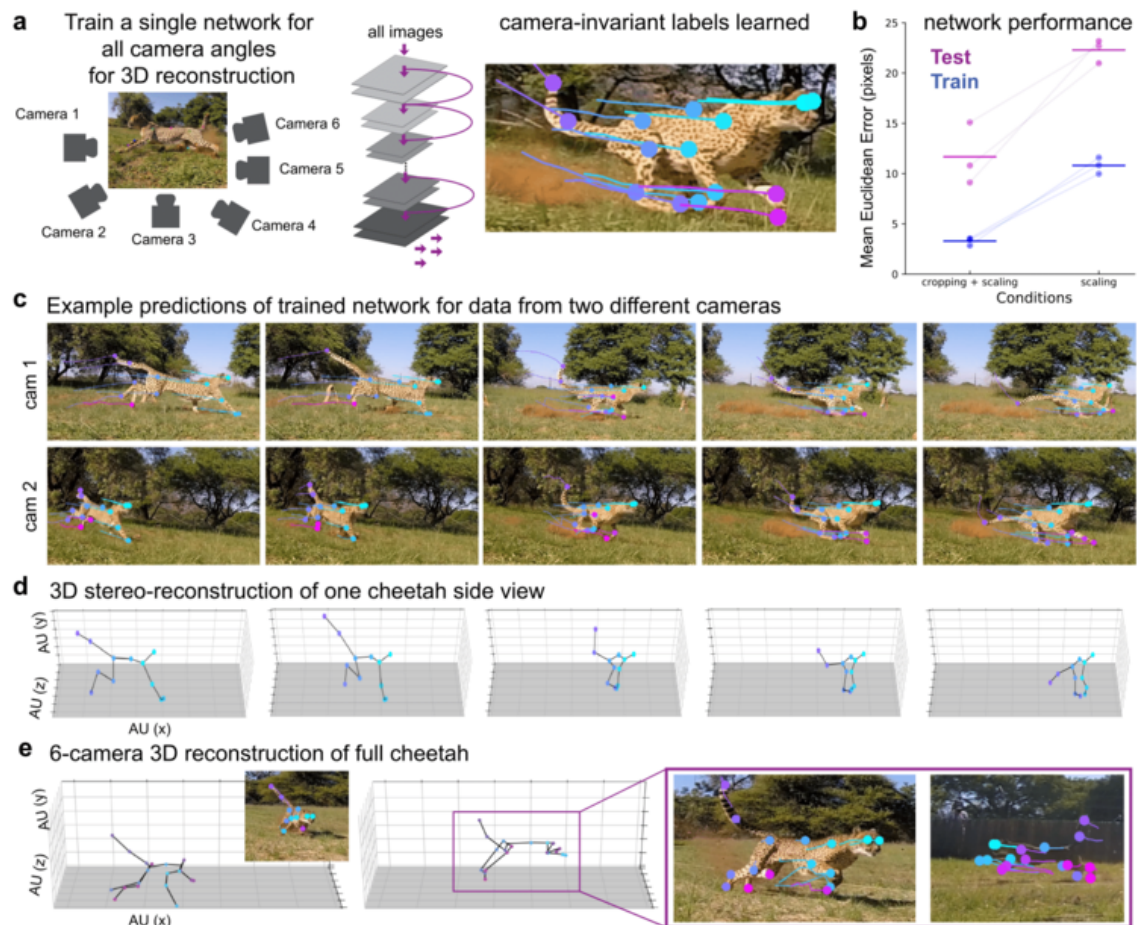 a
Train a single network for
all camera angles
for 3D reconstruction
Camera 1
Camera 2
Camera 3
Camera 4
Camera 5
Camera 6
all images
camera-invariant labels learned
b
network performance
Test
Train
Mean Euclidean Error (pixels)
25
20
15
10
5
0
cropping + scaling
scaling
Conditions
c
Example predictions of trained network for data from two different cameras
cam 1
cam 2
d
3D stereo-reconstruction of one cheetah side view
AU (y)
AU (z)
AU (x)
e
6-camera 3D reconstruction of full cheetah
AU (y)
AU (z)
AU (x)